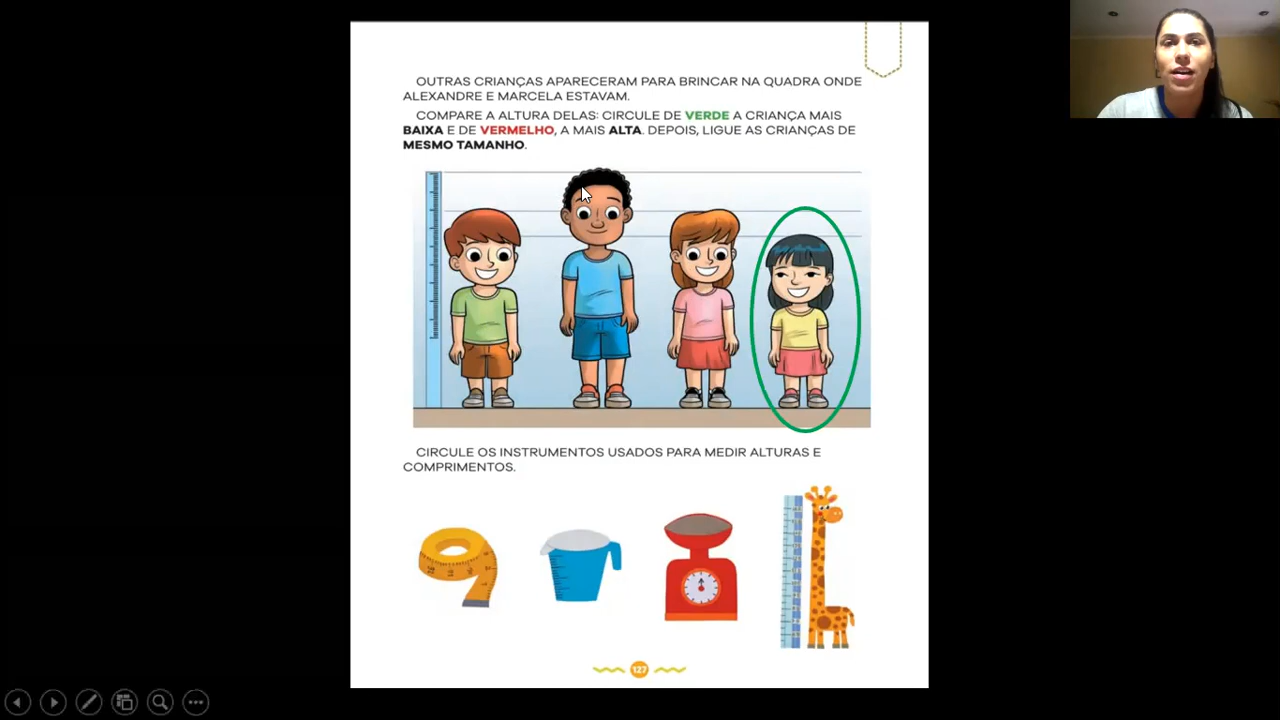 OUTRAS CRIANÇAS APARECERAM PARA BRINCAR NA QUADRA ONDE
ALEXANDRE E MARCELA ESTAVAM.
COMPARE A ALTURA DELAS: CIRCULE DE VERDE A CRIANÇA MAIS
BAIXA E DE VERMELHO, A MAIS ALTA. DEPOIS, LIGUE AS CRIANÇAS DE
MESMO TAMANHO.
CIRCULE OS INSTRUMENTOS USADOS PARA MEDIR ALTURAS E
COMPRIMENTOS.
127